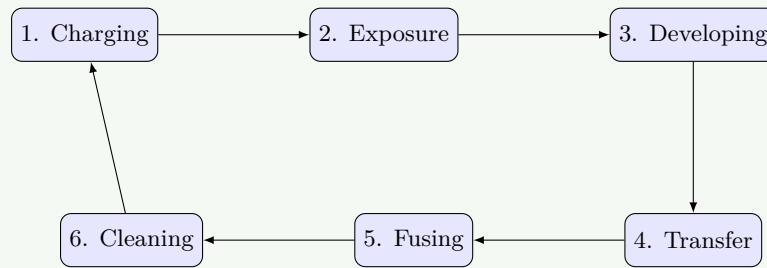 1. Charging
2. Exposure
3. Developing
4. Transfer
5. Fusing
6. Cleaning